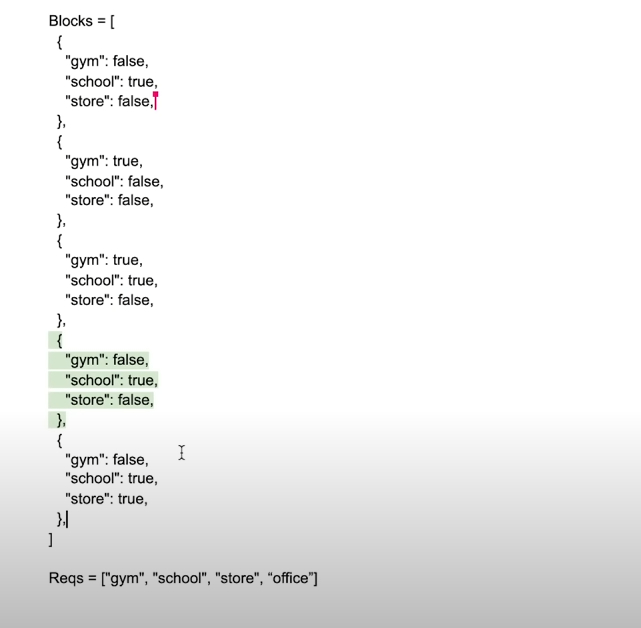 Blocks = [
{
"gym": false,
"school": true,
"store": false,
},
{
"gym": true,
"school": false,
"store": false,
},
{
"gym": true,
"school": true,
"store": false,
},
{
"gym": false,
"school": true,
"store": false,
},
{
"gym": false,
"school": true,
"store": true,
},
]
Reqs = ["gym", "school", "store", “office”]